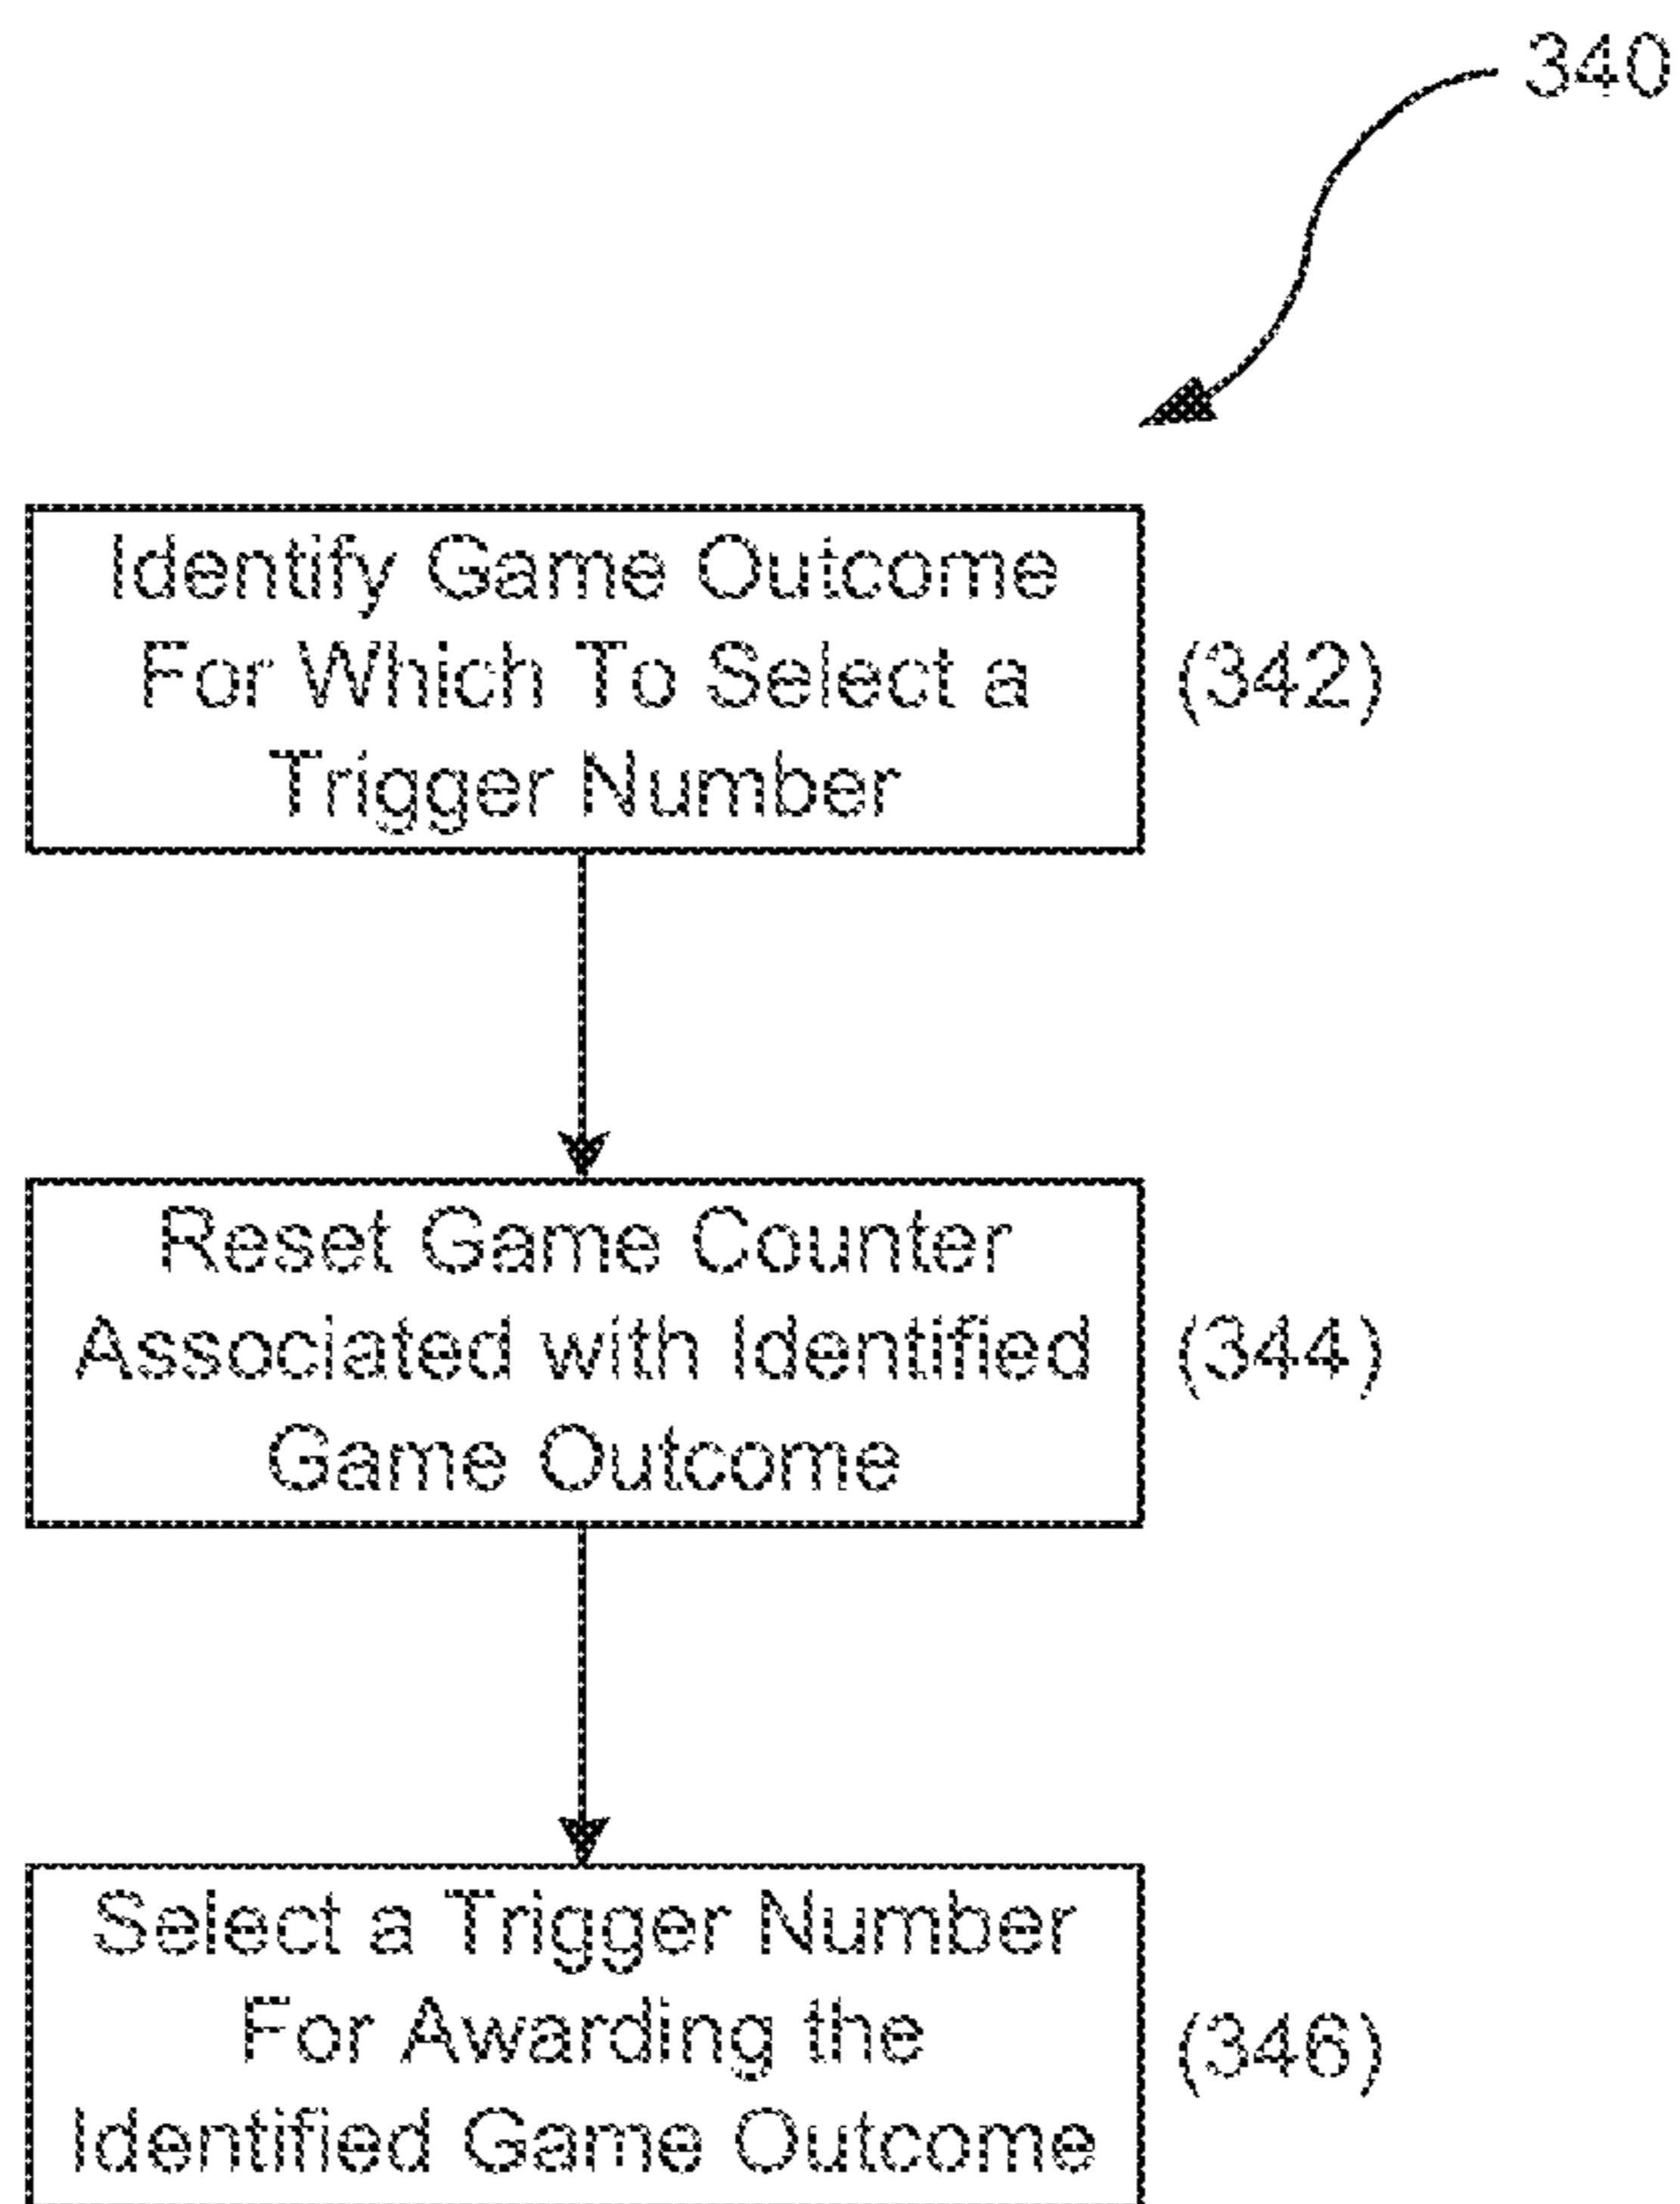 340
Identify Game Outcome
For Which To Select a
Trigger Number
(342)
Reset Game Counter
Associated with Identified
Game Outcome
(344)
Select a Trigger Number
For Awarding the
Identified Game Outcome
(346)